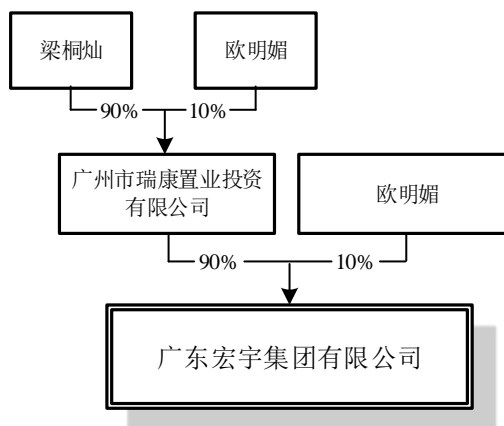 梁桐灿
欧明媚
90%
10%
广州市瑞康置业投资
有限公司
欧明媚
90%
10%
广东宏宇集团有限公司